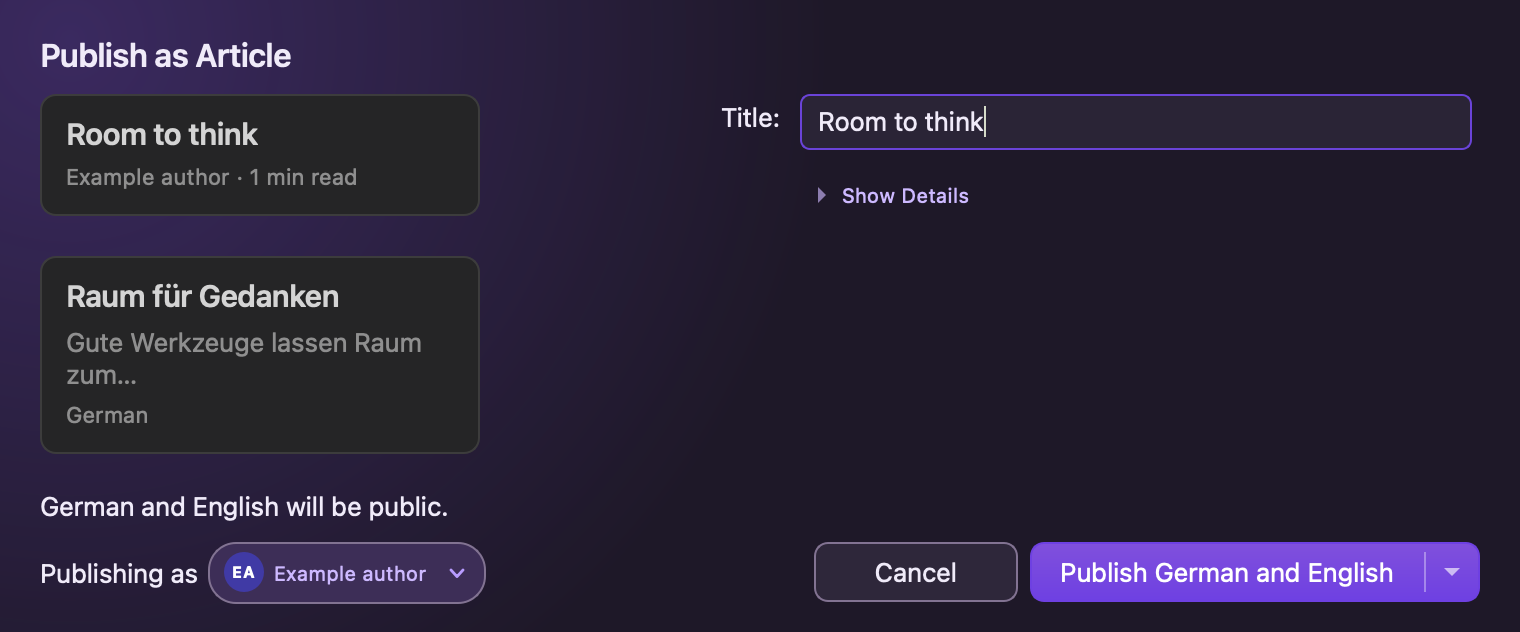 Publish as Article
Room to think
Example author · 1 min read
Title:
Room to think
Show Details
Raum für Gedanken
Gute Werkzeuge lassen Raum
zum...
German
German and English will be public.
Publishing as
EA
Example author
Cancel
Publish German and English